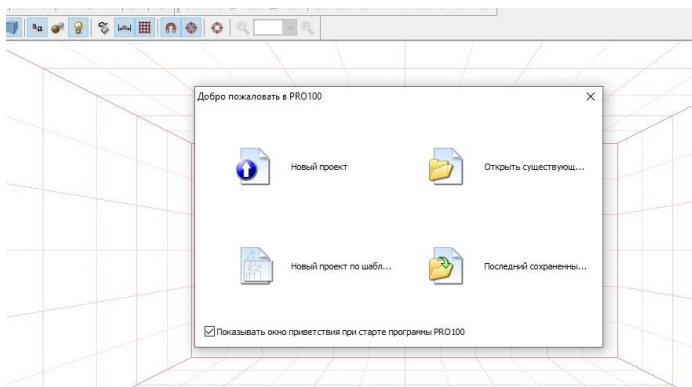 aa
Добро пожаловать в PRO100
Новый проект
Открыть существующ...
Новый проект по шабл...
Последний сохраненны...
Показывать окно приветствия при старте программы PRO100